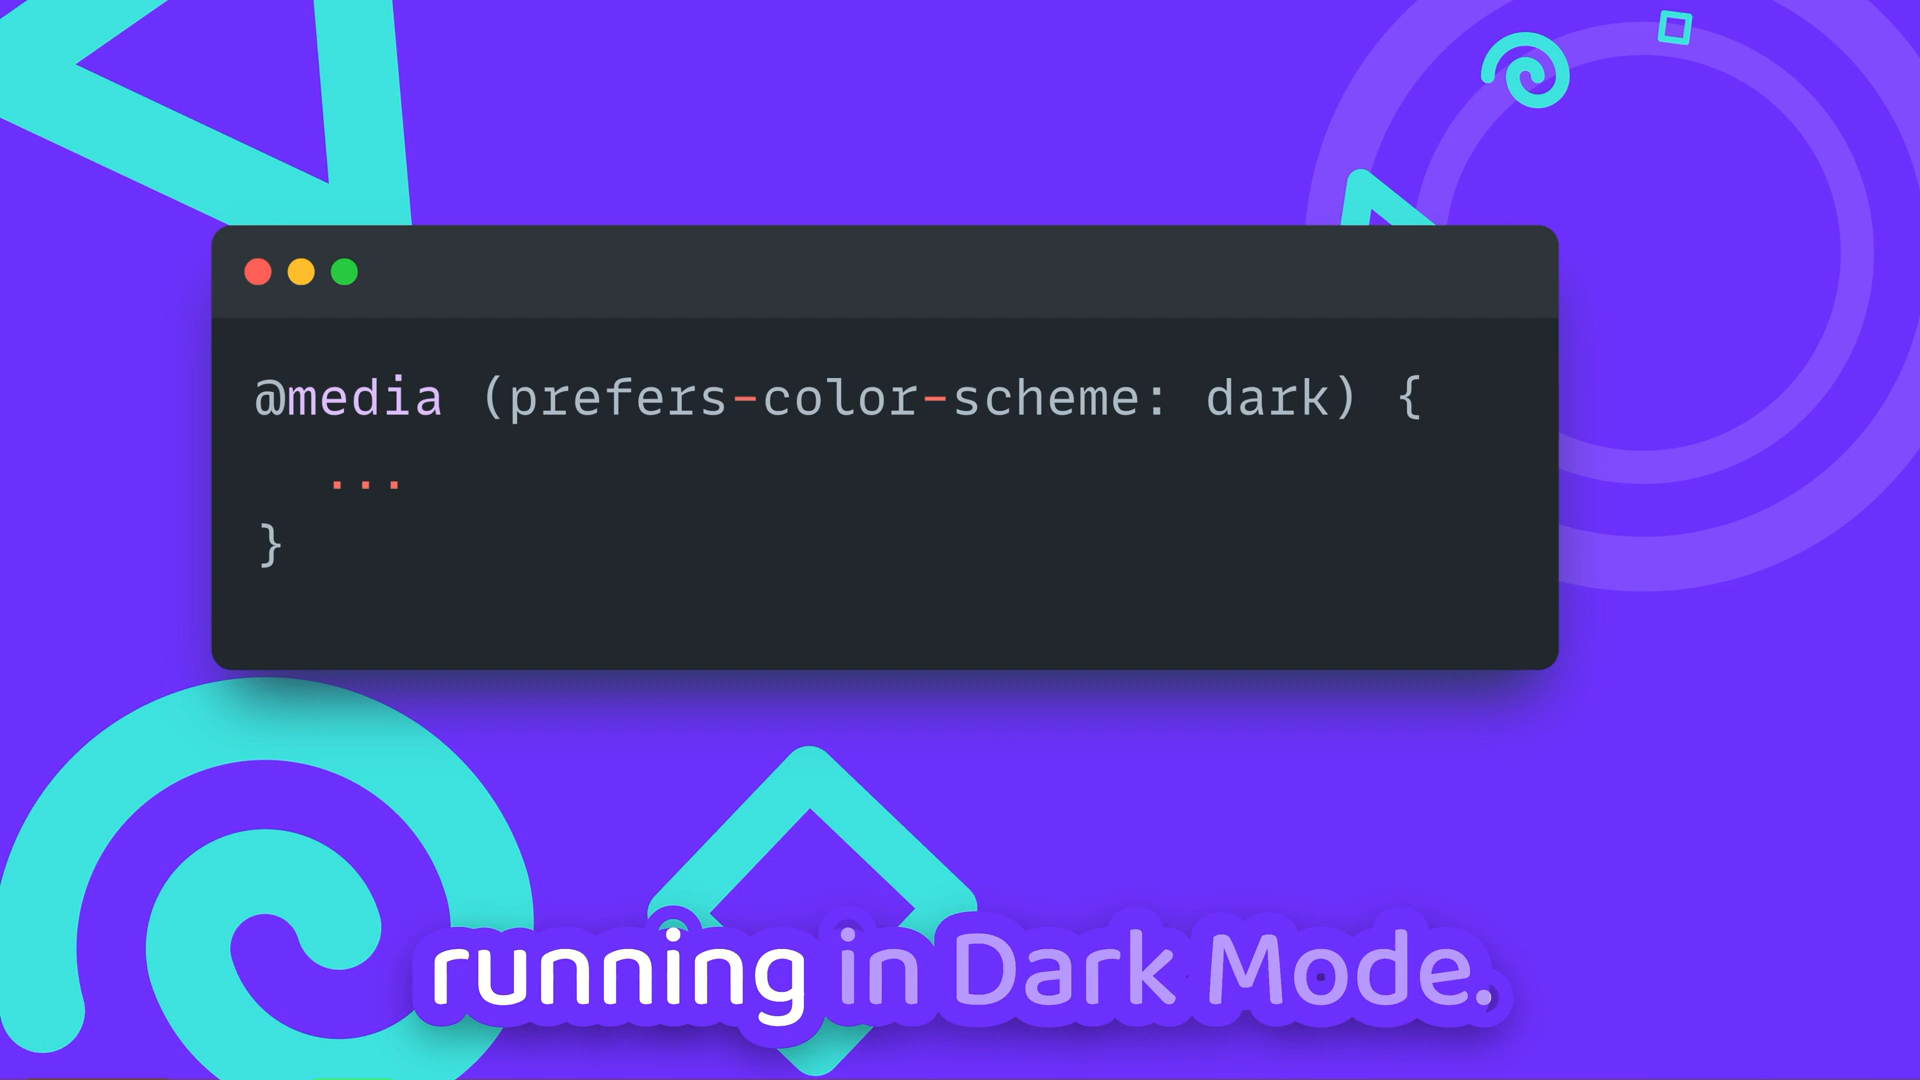 @media (prefers-color-scheme: dark) {
...
}
running in Dark Mode.